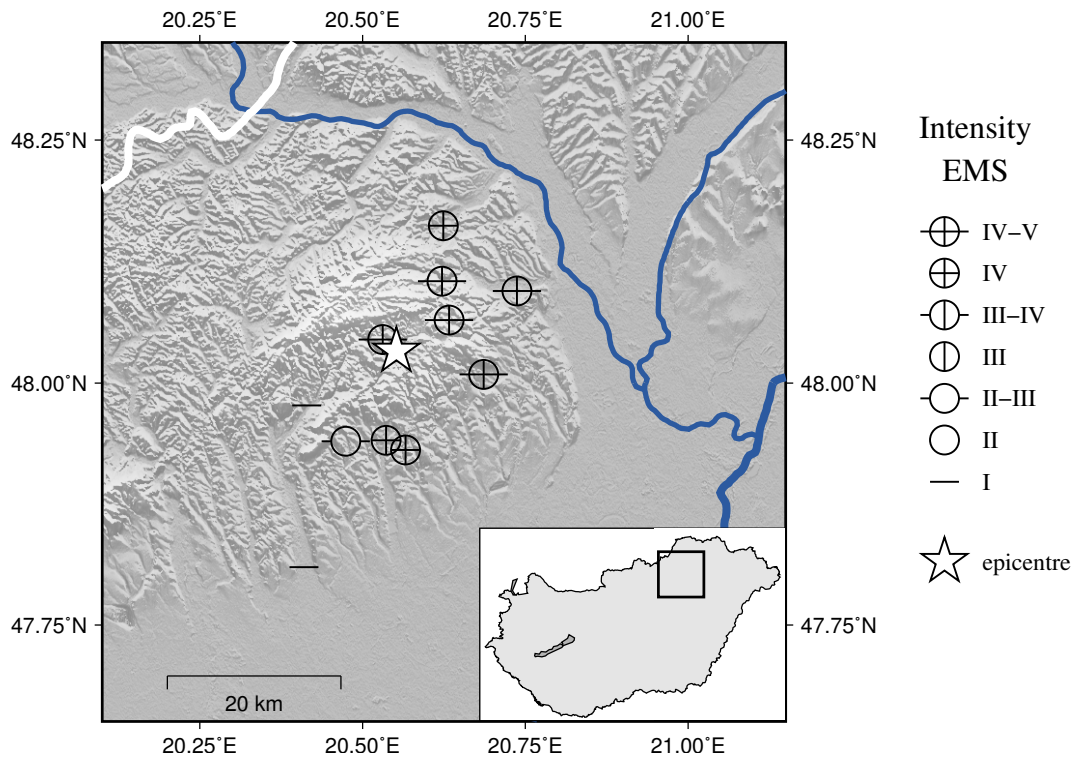 20.25˚E 20.50˚E 20.75˚E 21.00˚E
48.25˚N 48.25˚N
48.00˚N 48.00˚N
47.75˚N 47.75˚N
20 km
20.25˚E 20.50˚E 20.75˚E 21.00˚E
Intensity
EMS
IV–V
IV
III–IV
III
II–III
II
I
epicentre